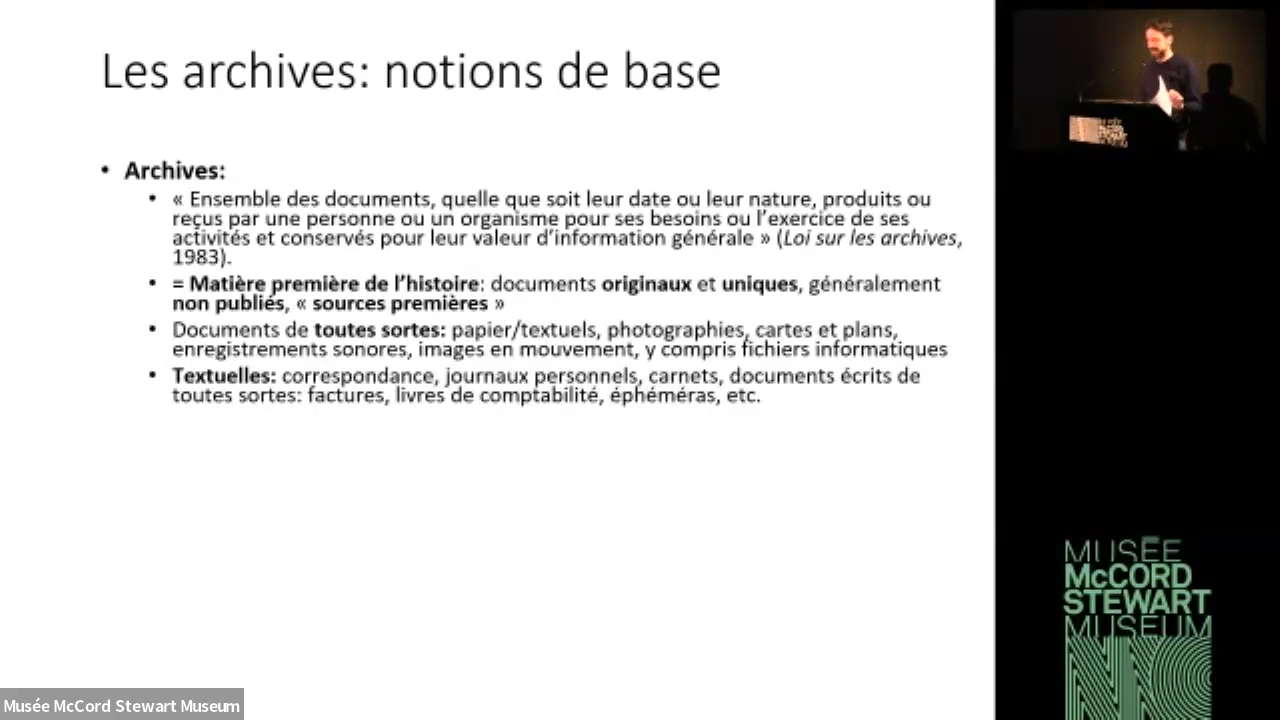 Les archives: notions de base
• Archives:
• « Ensemble des documents, quelle que soit leur date ou leur nature, produits ou
reçus par une personne ou un organisme pour ses besoins ou l’exercice de ses
activités et conservés pour leur valeur d’information générale » (Loi sur les archives,
1983).
• = Matière première de l’histoire: documents originaux et uniques, généralement
non publiés, « sources premières »
• Documents de toutes sortes: papier/textuels, photographies, cartes et plans,
enregistrements sonores, images en mouvement, y compris fichiers informatiques
• Textuelles: correspondance, journaux personnels, carnets, documents écrits de
toutes sortes: factures, livres de comptabilité, éphéméras, etc.
MUSÉE
McCORD
STEWART
MUSEUM
Musée McCord Stewart Museum